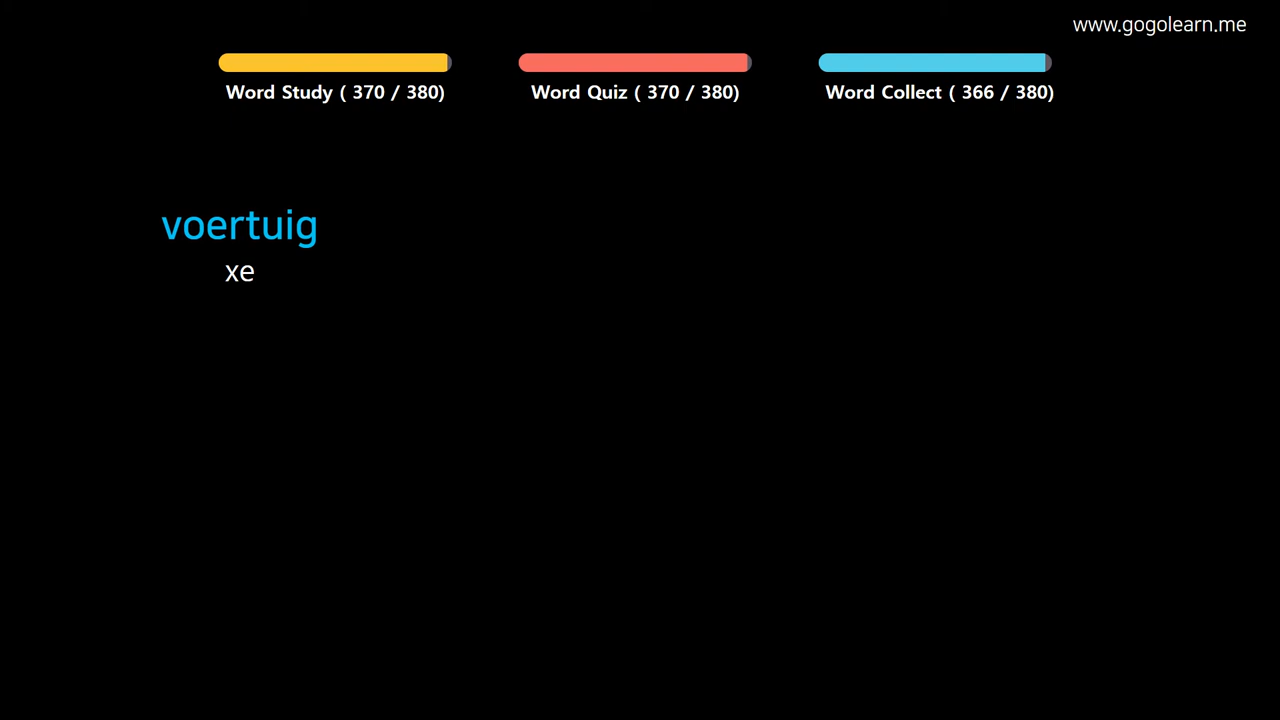 www.gogolearn.me
Word Study ( 370 / 380)
Word Quiz ( 370 / 380)
Word Collect ( 366 / 380)
voertuig
xe